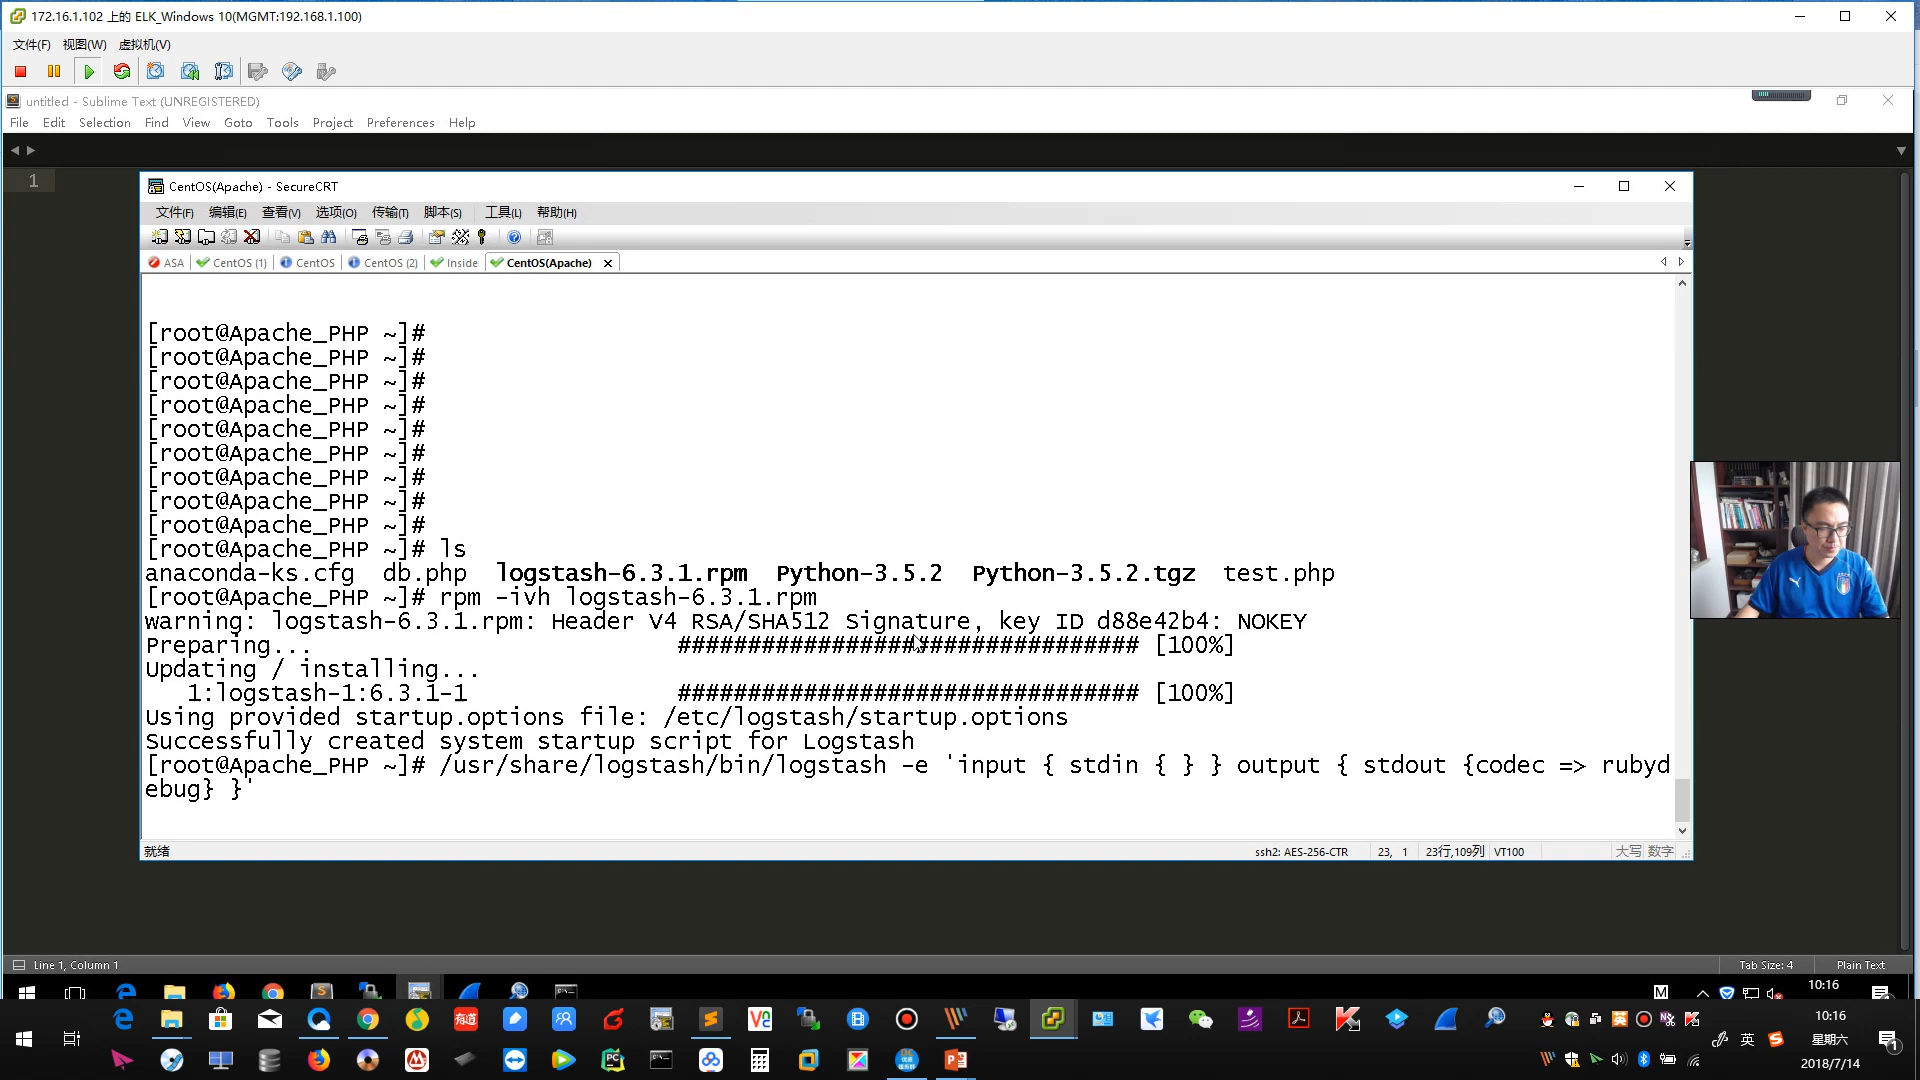 172.16.1.102 上的 ELK_Windows 10(MGMT:192.168.1.100)
文件(F) 视图(W) 虚拟机(V)
untitled - Sublime Text (UNREGISTERED)
File Edit Selection Find View Goto Tools Project Preferences Help
1
CentOS(Apache) - SecureCRT
文件(F) 编辑(E) 查看(V) 选项(O) 传输(T) 脚本(S) 工具(L) 帮助(H)
ASA CentOS (1) CentOS CentOS (2) Inside CentOS(Apache)
[root@Apache_PHP ~]#
[root@Apache_PHP ~]#
[root@Apache_PHP ~]#
[root@Apache_PHP ~]#
[root@Apache_PHP ~]#
[root@Apache_PHP ~]#
[root@Apache_PHP ~]#
[root@Apache_PHP ~]#
[root@Apache_PHP ~]#
[root@Apache_PHP ~]# ls
anaconda-ks.cfg db.php logstash-6.3.1.rpm Python-3.5.2 Python-3.5.2.tgz test.php
[root@Apache_PHP ~]# rpm -ivh logstash-6.3.1.rpm
warning: logstash-6.3.1.rpm: Header V4 RSA/SHA512 Signature, key ID d88e42b4: NOKEY
Preparing... ################################# [100%]
Updating / installing...
1:logstash-1:6.3.1-1 ################################# [100%]
Using provided startup.options file: /etc/logstash/startup.options
Successfully created system startup script for Logstash
[root@Apache_PHP ~]# /usr/share/logstash/bin/logstash -e 'input { stdin { } } output { stdout {codec => rubyd
ebug} }'
就绪 ssh2: AES-256-CTR 23, 1 23行,109列 VT100 大写 数字
Line 1, Column 1 Tab Size: 4 Plain Text
M 10:16
有道 10:16
英 星期六
2018/7/14